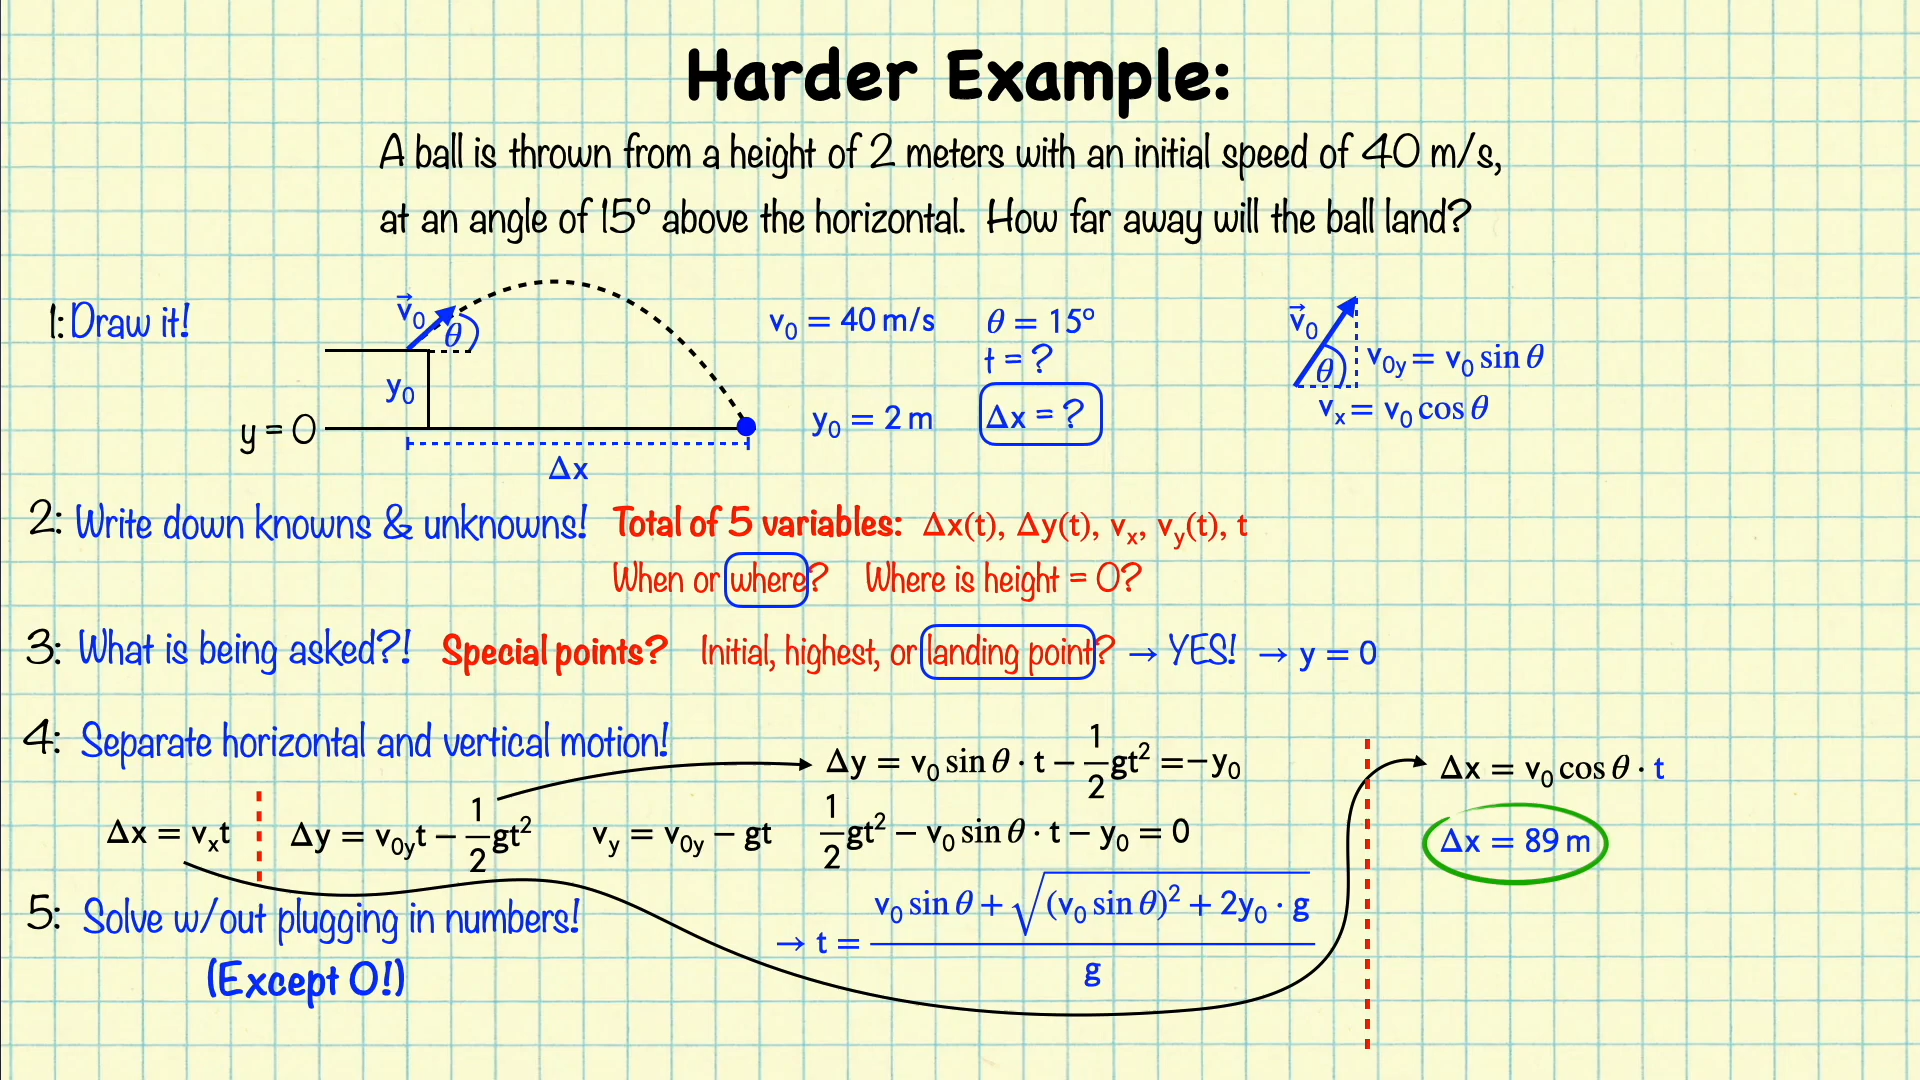 Harder Example:
A ball is thrown from a height of 2 meters with an initial speed of 40 m/s,
at an angle of 15° above the horizontal. How far away will the ball land?
1: Draw it!
v⃗₀
θ
y₀
y = 0
Δx
v₀ = 40 m/s
θ = 15°
t = ?
y₀ = 2 m
Δx = ?
v⃗₀
θ
v₀y = v₀ sin θ
vₓ = v₀ cos θ
2: Write down knowns & unknowns! Total of 5 variables: Δx(t), Δy(t), vₓ, v_y(t), t
When or where? Where is height = 0?
3: What is being asked?! Special points? Initial, highest, or landing point? → YES! → y = 0
4: Separate horizontal and vertical motion!
Δx = vₓt
Δy = v₀yt − 1/2 gt²
v_y = v₀y − gt
Δy = v₀ sin θ · t − 1/2 gt² = −y₀
1/2 gt² − v₀ sin θ · t − y₀ = 0
5: Solve w/out plugging in numbers!
(Except 0!)
→ t = (v₀ sin θ + √((v₀ sin θ)² + 2y₀ · g)) / g
Δx = v₀ cos θ · t
Δx = 89 m